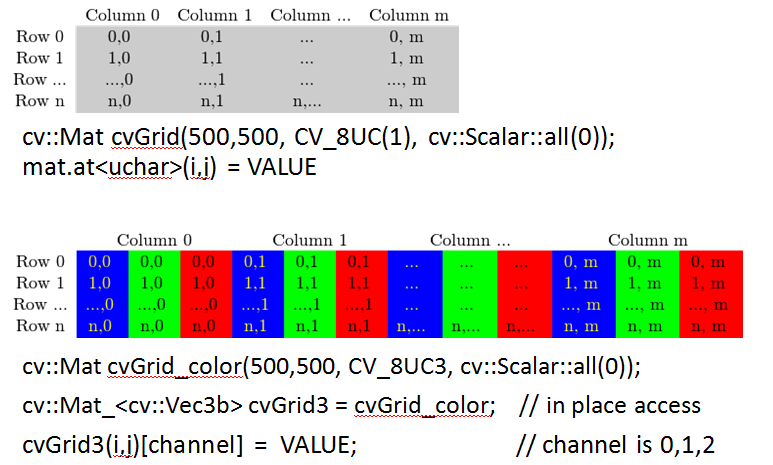 Column 0 Column 1 Column ... Column m
Row 0 0,0 0,1 ... 0, m
Row 1 1,0 1,1 ... 1, m
Row ... ...,0 ...,1 ... ..., m
Row n n,0 n,1 n,... n, m
cv::Mat cvGrid(500,500, CV_8UC(1), cv::Scalar::all(0));
mat.at<uchar>(i,j) = VALUE
Column 0 Column 1 Column ... Column m
Row 0 0,0 0,0 0,0 0,1 0,1 0,1 ... ... ... 0, m 0, m 0, m
Row 1 1,0 1,0 1,0 1,1 1,1 1,1 ... ... ... 1, m 1, m 1, m
Row ... ...,0 ...,0 ...,0 ...,1 ...,1 ...,1 ... ... ... ..., m ..., m ..., m
Row n n,0 n,0 n,0 n,1 n,1 n,1 n,... n,... n,... n, m n, m n, m
cv::Mat cvGrid_color(500,500, CV_8UC3, cv::Scalar::all(0));
cv::Mat_<cv::Vec3b> cvGrid3 = cvGrid_color; // in place access
cvGrid3(i,j)[channel] = VALUE; // channel is 0,1,2